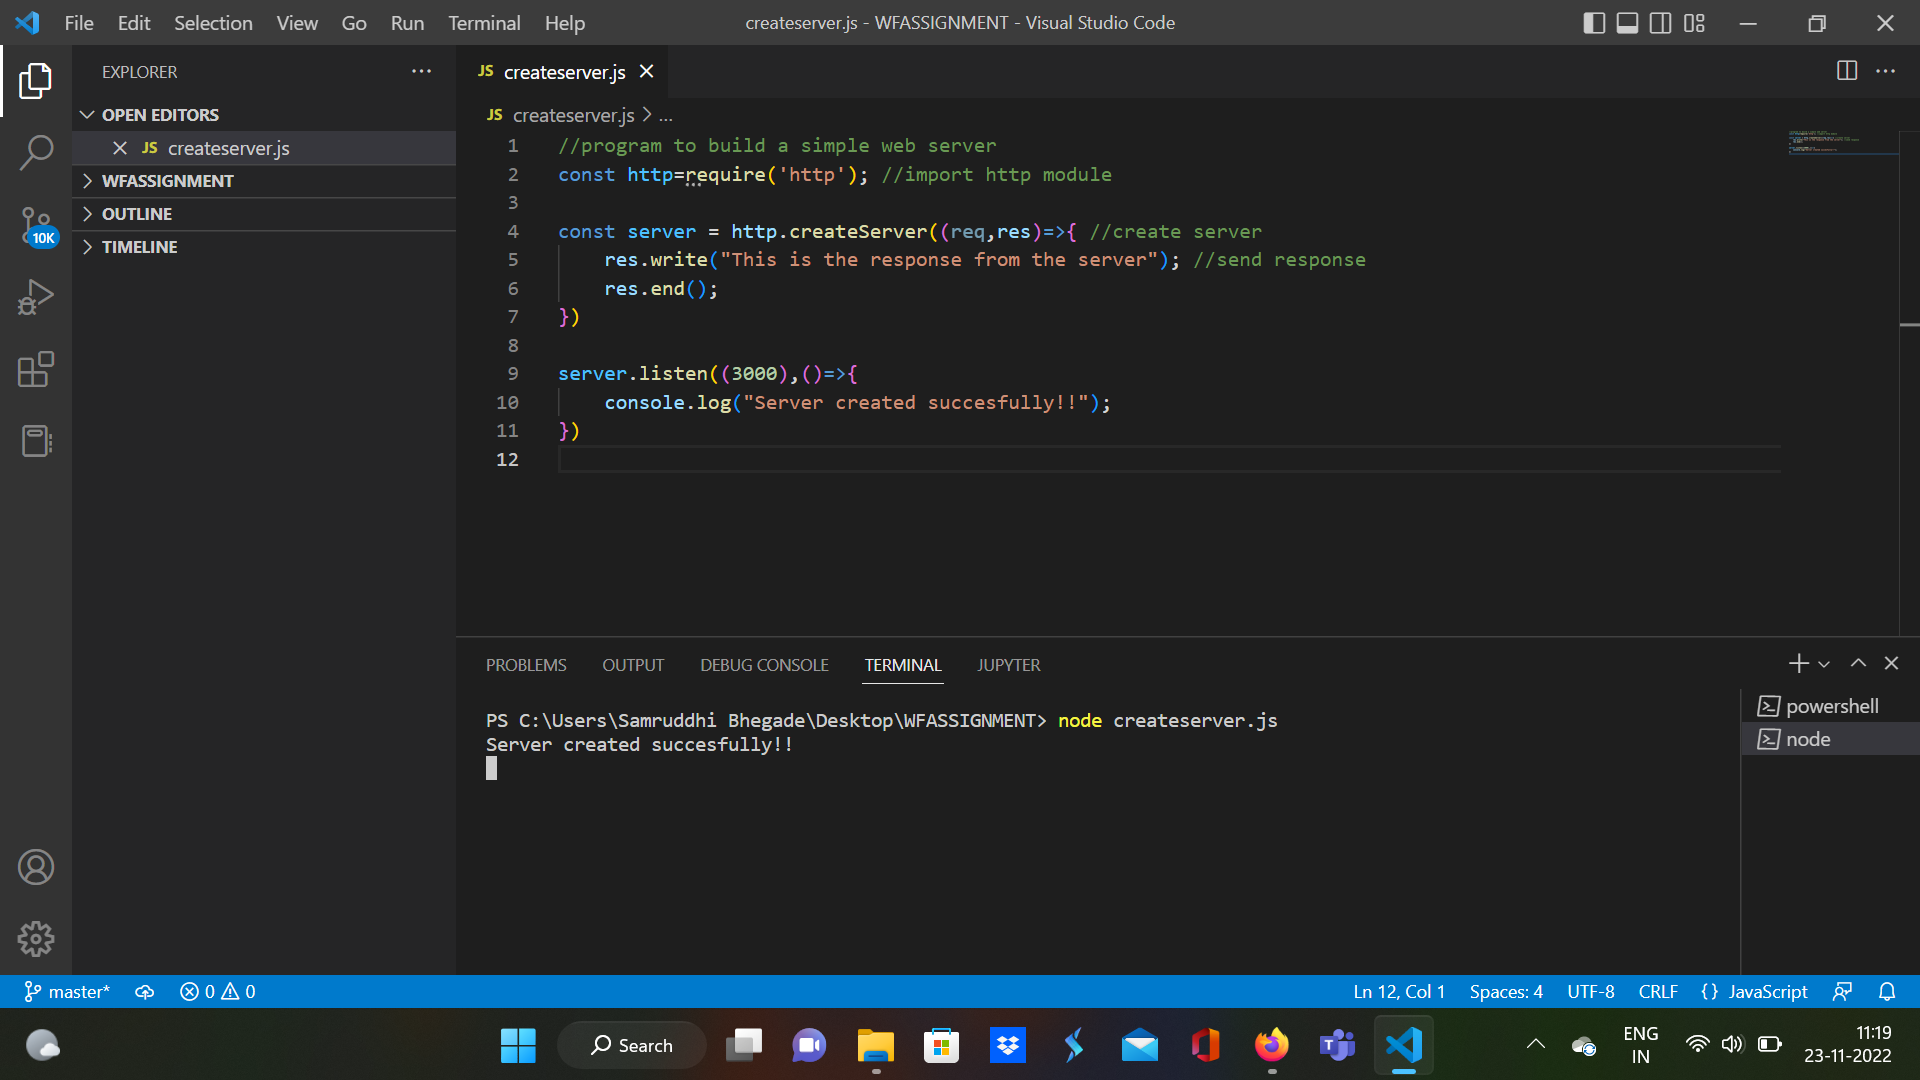 File Edit Selection View Go Run Terminal Help
createserver.js - WFASSIGNMENT - Visual Studio Code
EXPLORER
OPEN EDITORS
JS createserver.js
WFASSIGNMENT
OUTLINE
TIMELINE
10K
JS createserver.js
JS createserver.js > ...
1 //program to build a simple web server
2 const http=require('http'); //import http module
3
4 const server = http.createServer((req,res)=>{ //create server
5     res.write("This is the response from the server"); //send response
6     res.end();
7 })
8
9 server.listen((3000),()=>{
10     console.log("Server created succesfully!!");
11 })
12
PROBLEMS OUTPUT DEBUG CONSOLE TERMINAL JUPYTER
PS C:\Users\Samruddhi Bhegade\Desktop\WFASSIGNMENT> node createserver.js
Server created succesfully!!
powershell
node
master* 0 0
Ln 12, Col 1 Spaces: 4 UTF-8 CRLF {} JavaScript
Search
ENG
IN
11:19
23-11-2022